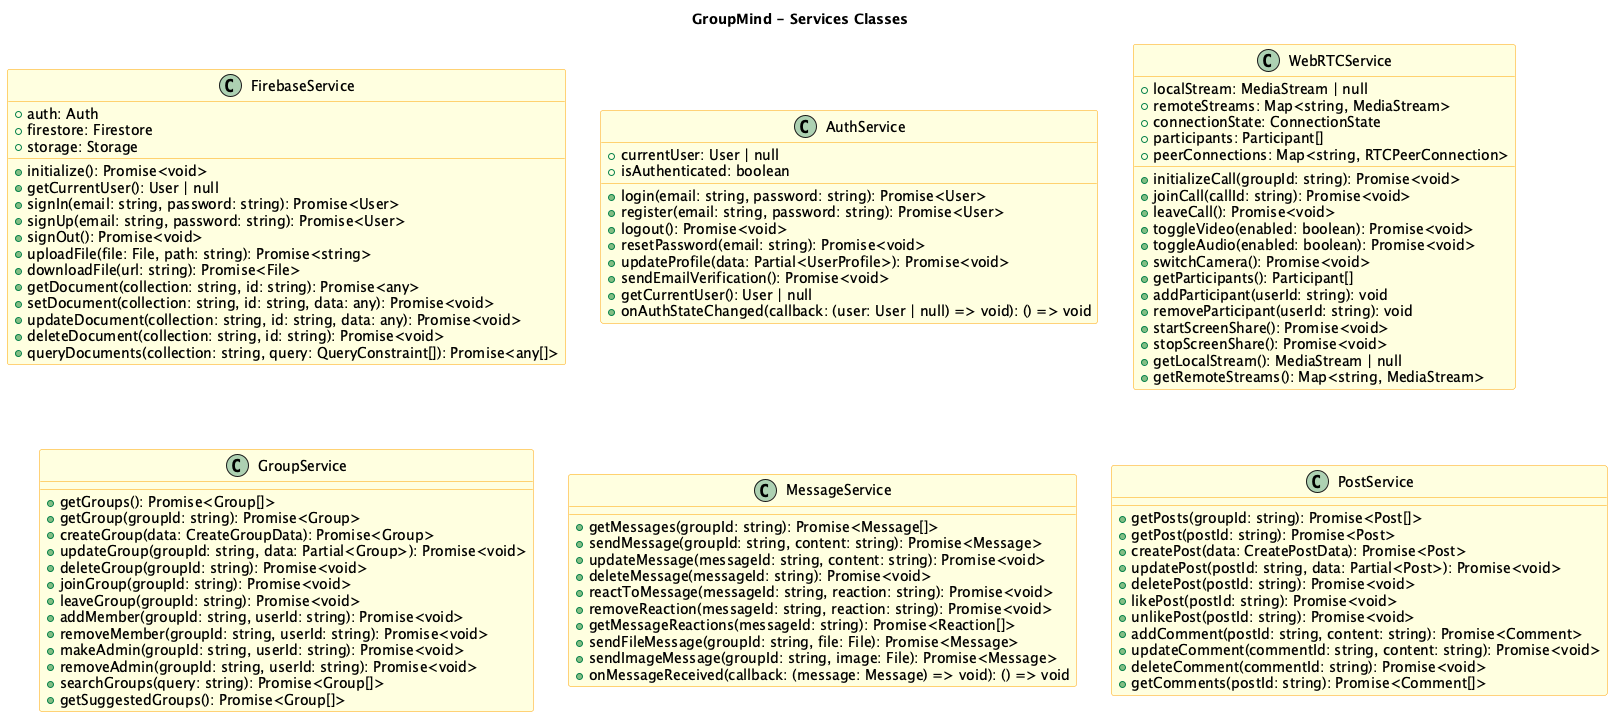 GroupMind - Services Classes
C FirebaseService
auth: Auth
firestore: Firestore
storage: Storage
initialize(): Promise<void>
getCurrentUser(): User | null
signIn(email: string, password: string): Promise<User>
signUp(email: string, password: string): Promise<User>
signOut(): Promise<void>
uploadFile(file: File, path: string): Promise<string>
downloadFile(url: string): Promise<File>
getDocument(collection: string, id: string): Promise<any>
setDocument(collection: string, id: string, data: any): Promise<void>
updateDocument(collection: string, id: string, data: any): Promise<void>
deleteDocument(collection: string, id: string): Promise<void>
queryDocuments(collection: string, query: QueryConstraint[]): Promise<any[]>
C AuthService
currentUser: User | null
isAuthenticated: boolean
login(email: string, password: string): Promise<User>
register(email: string, password: string): Promise<User>
logout(): Promise<void>
resetPassword(email: string): Promise<void>
updateProfile(data: Partial<UserProfile>): Promise<void>
sendEmailVerification(): Promise<void>
getCurrentUser(): User | null
onAuthStateChanged(callback: (user: User | null) => void): () => void
C WebRTCService
localStream: MediaStream | null
remoteStreams: Map<string, MediaStream>
connectionState: ConnectionState
participants: Participant[]
peerConnections: Map<string, RTCPeerConnection>
initializeCall(groupId: string): Promise<void>
joinCall(callId: string): Promise<void>
leaveCall(): Promise<void>
toggleVideo(enabled: boolean): Promise<void>
toggleAudio(enabled: boolean): Promise<void>
switchCamera(): Promise<void>
getParticipants(): Participant[]
addParticipant(userId: string): void
removeParticipant(userId: string): void
startScreenShare(): Promise<void>
stopScreenShare(): Promise<void>
getLocalStream(): MediaStream | null
getRemoteStreams(): Map<string, MediaStream>
C GroupService
getGroups(): Promise<Group[]>
getGroup(groupId: string): Promise<Group>
createGroup(data: CreateGroupData): Promise<Group>
updateGroup(groupId: string, data: Partial<Group>): Promise<void>
deleteGroup(groupId: string): Promise<void>
joinGroup(groupId: string): Promise<void>
leaveGroup(groupId: string): Promise<void>
addMember(groupId: string, userId: string): Promise<void>
removeMember(groupId: string, userId: string): Promise<void>
makeAdmin(groupId: string, userId: string): Promise<void>
removeAdmin(groupId: string, userId: string): Promise<void>
searchGroups(query: string): Promise<Group[]>
getSuggestedGroups(): Promise<Group[]>
C MessageService
getMessages(groupId: string): Promise<Message[]>
sendMessage(groupId: string, content: string): Promise<Message>
updateMessage(messageId: string, content: string): Promise<void>
deleteMessage(messageId: string): Promise<void>
reactToMessage(messageId: string, reaction: string): Promise<void>
removeReaction(messageId: string, reaction: string): Promise<void>
getMessageReactions(messageId: string): Promise<Reaction[]>
sendFileMessage(groupId: string, file: File): Promise<Message>
sendImageMessage(groupId: string, image: File): Promise<Message>
onMessageReceived(callback: (message: Message) => void): () => void
C PostService
getPosts(groupId: string): Promise<Post[]>
getPost(postId: string): Promise<Post>
createPost(data: CreatePostData): Promise<Post>
updatePost(postId: string, data: Partial<Post>): Promise<void>
deletePost(postId: string): Promise<void>
likePost(postId: string): Promise<void>
unlikePost(postId: string): Promise<void>
addComment(postId: string, content: string): Promise<Comment>
updateComment(commentId: string, content: string): Promise<void>
deleteComment(commentId: string): Promise<void>
getComments(postId: string): Promise<Comment[]>